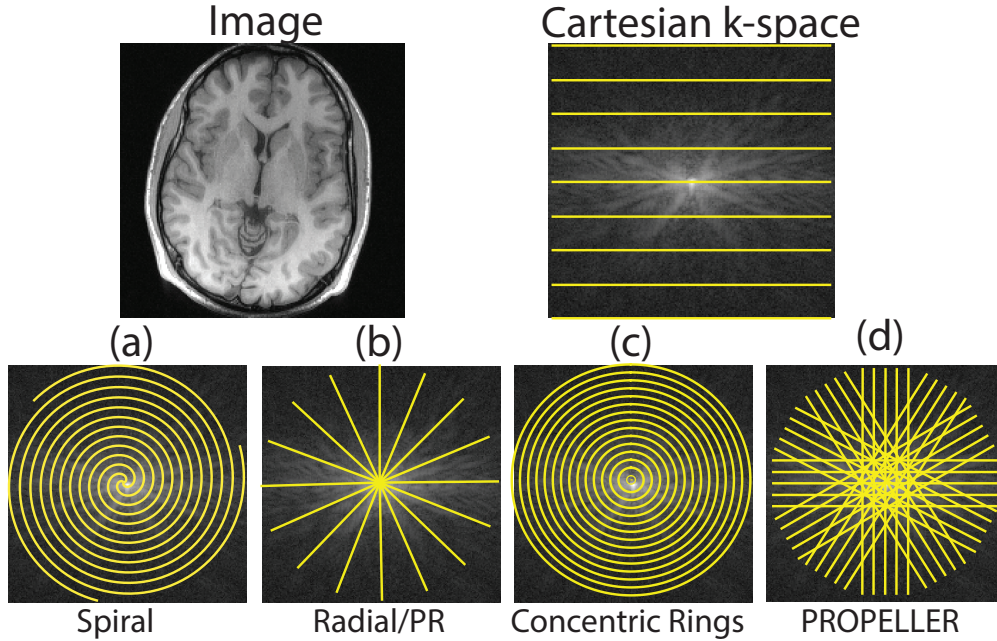 Image
Cartesian k-space
(a)
(b)
(c)
(d)
Spiral
Radial/PR
Concentric Rings
PROPELLER